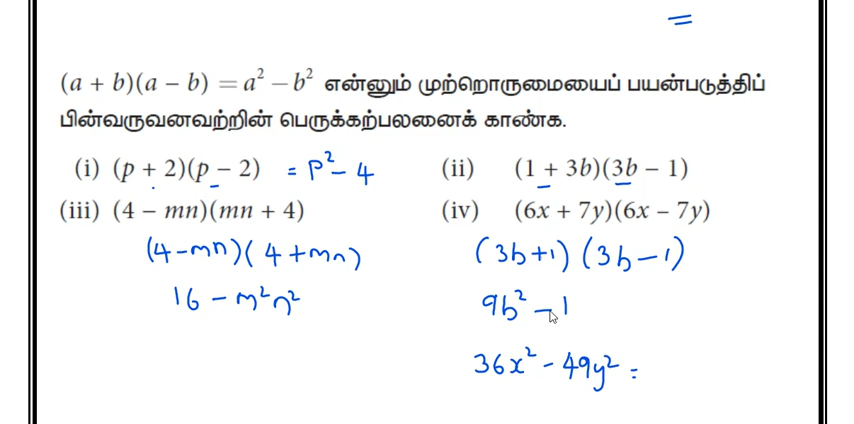 =
(a + b)(a − b) = a² − b² என்னும் முற்றொருமையைப் பயன்படுத்திப்
பின்வருவனவற்றின் பெருக்கற்பலனைக் காண்க.
(i) (p + 2)(p − 2) = p² − 4 (ii) (1 + 3b)(3b − 1)
(iii) (4 − mn)(mn + 4) (iv) (6x + 7y)(6x − 7y)
(4 − mn)(4 + mn) (3b + 1)(3b − 1)
16 − m²n² 9b² − 1
36x² − 49y² =